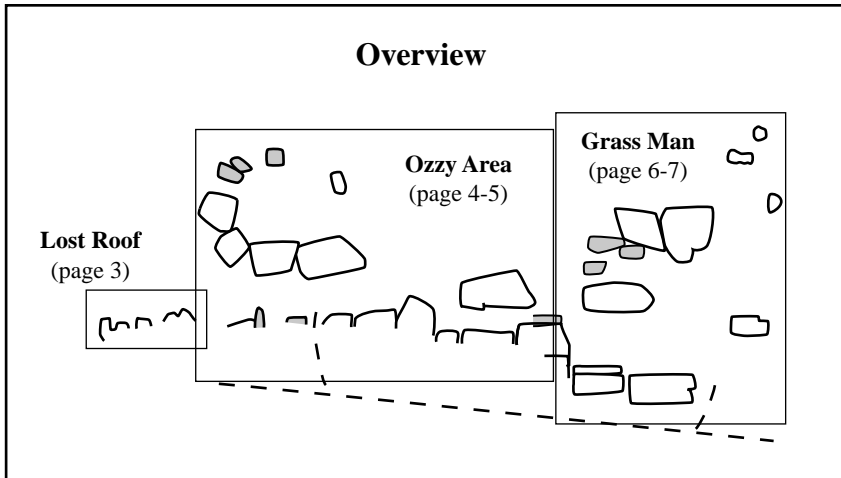 Overview
Lost Roof
(page 3)
Ozzy Area
(page 4-5)
Grass Man
(page 6-7)